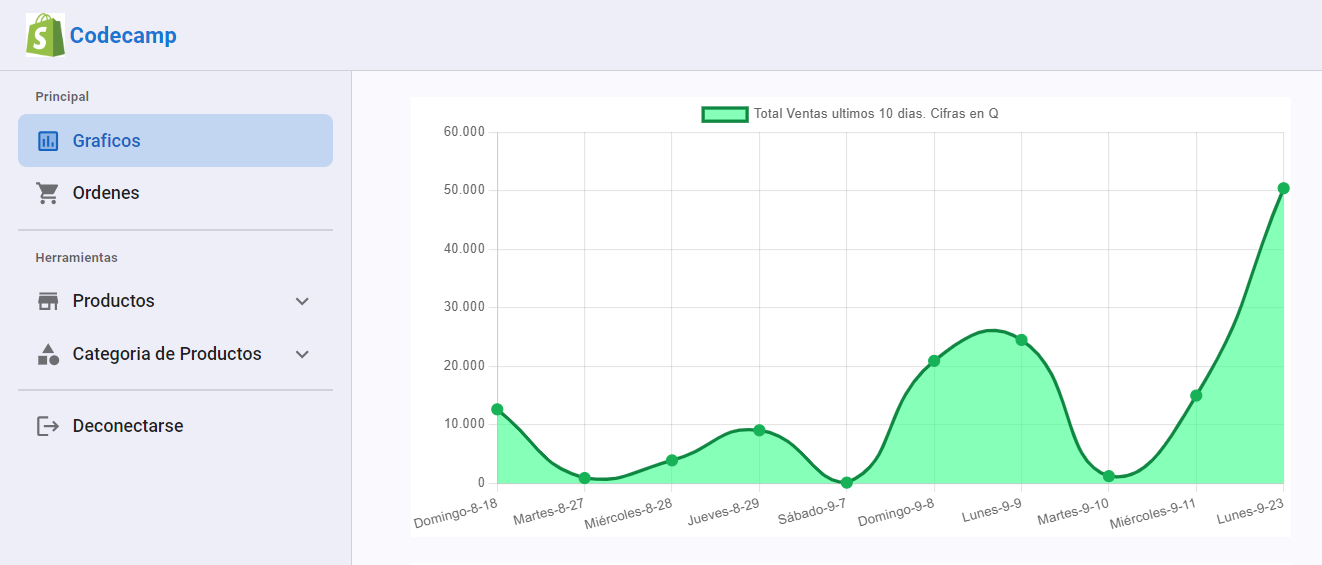 Codecamp
Principal
Graficos
Ordenes
Herramientas
Productos
Categoria de Productos
Deconectarse
Total Ventas ultimos 10 dias. Cifras en Q
60.000
50.000
40.000
30.000
20.000
10.000
0
Domingo-8-18
Martes-8-27
Miércoles-8-28
Jueves-8-29
Sábado-9-7
Domingo-9-8
Lunes-9-9
Martes-9-10
Miércoles-9-11
Lunes-9-23